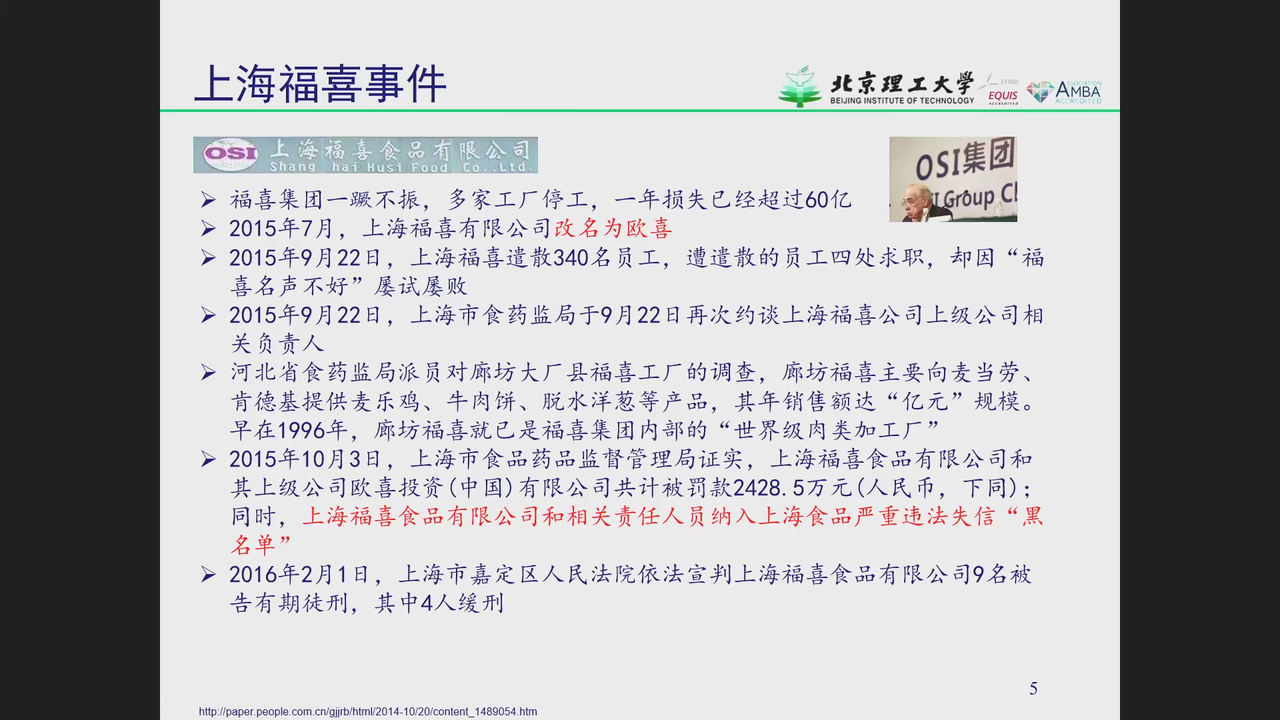 上海福喜事件
北京理工大学
BEIJING INSTITUTE OF TECHNOLOGY
EFMD
EQUIS
ACCREDITED
ASSOCIATION
AMBA
ACCREDITED
OSI
上海福喜食品有限公司
Shang hai Husi Food Co.,Ltd.
OSI集团
Group C
福喜集团一蹶不振，多家工厂停工，一年损失已经超过60亿
2015年7月，上海福喜有限公司改名为欧喜
2015年9月22日，上海福喜遣散340名员工，遭遣散的员工四处求职，却因“福
喜名声不好”屡试屡败
2015年9月22日，上海市食药监局于9月22日再次约谈上海福喜公司上级公司相
关负责人
河北省食药监局派员对廊坊大厂县福喜工厂的调查，廊坊福喜主要向麦当劳、
肯德基提供麦乐鸡、牛肉饼、脱水洋葱等产品，其年销售额达“亿元”规模。
早在1996年，廊坊福喜就已是福喜集团内部的“世界级肉类加工厂”
2015年10月3日，上海市食品药品监督管理局证实，上海福喜食品有限公司和
其上级公司欧喜投资(中国)有限公司共计被罚款2428.5万元(人民币，下同)；
同时，上海福喜食品有限公司和相关责任人员纳入上海食品严重违法失信“黑
名单”
2016年2月1日，上海市嘉定区人民法院依法宣判上海福喜食品有限公司9名被
告有期徒刑，其中4人缓刑
5
http://paper.people.com.cn/gjjrb/html/2014-10/20/content_1489054.htm